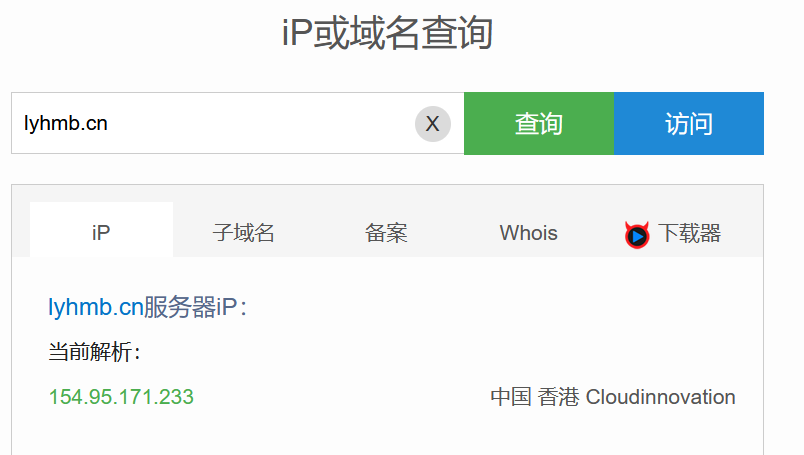 iP或域名查询
lyhmb.cn X 查询 访问
iP 子域名 备案 Whois 下载器
lyhmb.cn服务器iP：
当前解析：
154.95.171.233 中国 香港 Cloudinnovation